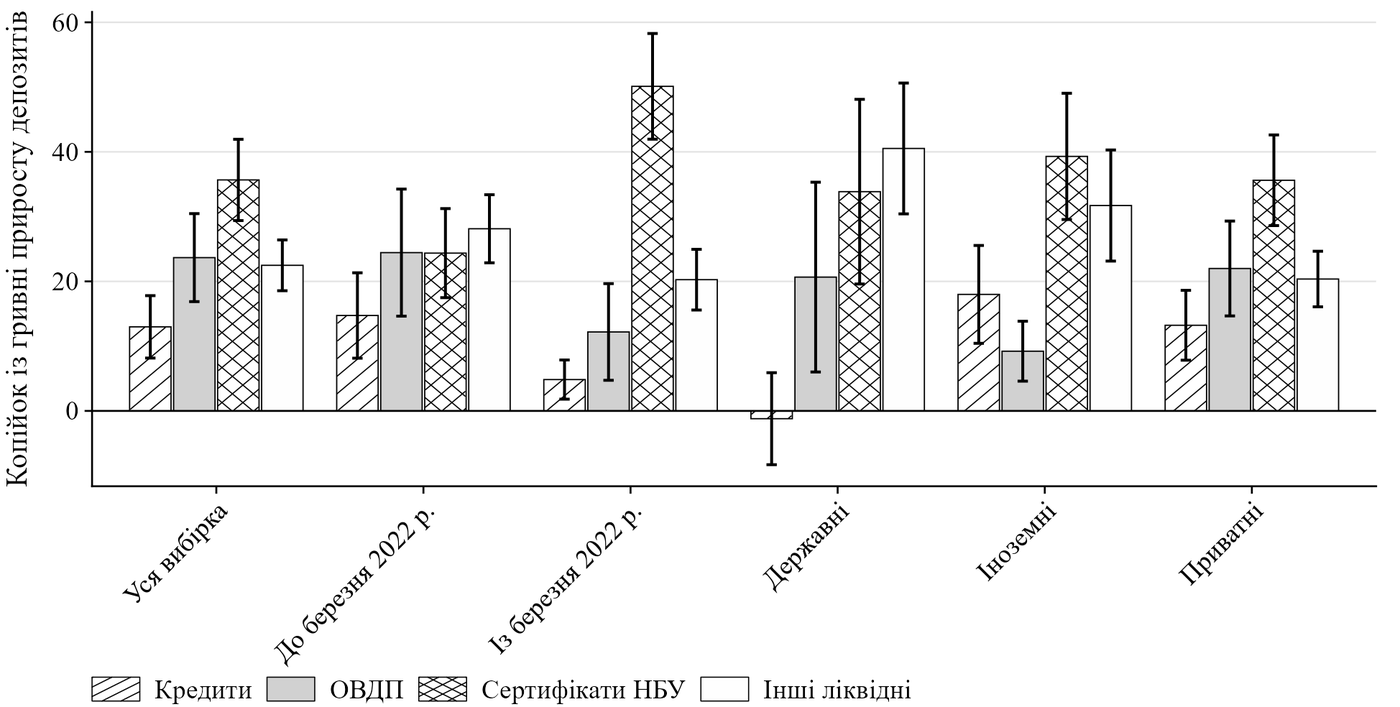 Копійок із гривні приросту депозитів
60
40
20
0
Уся вибірка
До березня 2022 р.
Із березня 2022 р.
Державні
Іноземні
Приватні
Кредити ОВДП Сертифікати НБУ Інші ліквідні